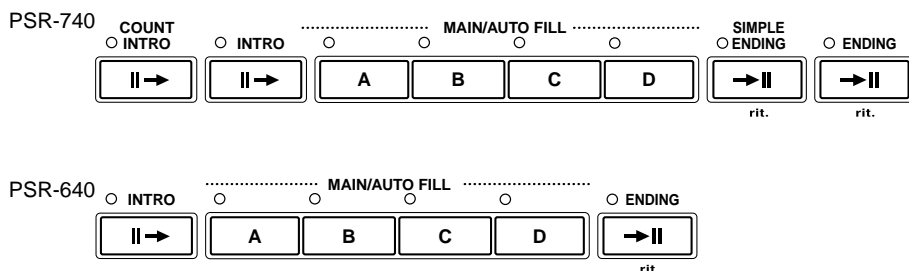 PSR-740
COUNT INTRO
INTRO
MAIN/AUTO FILL
SIMPLE ENDING
ENDING
A B C D
rit. rit.
PSR-640
INTRO
MAIN/AUTO FILL
ENDING
A B C D
rit.